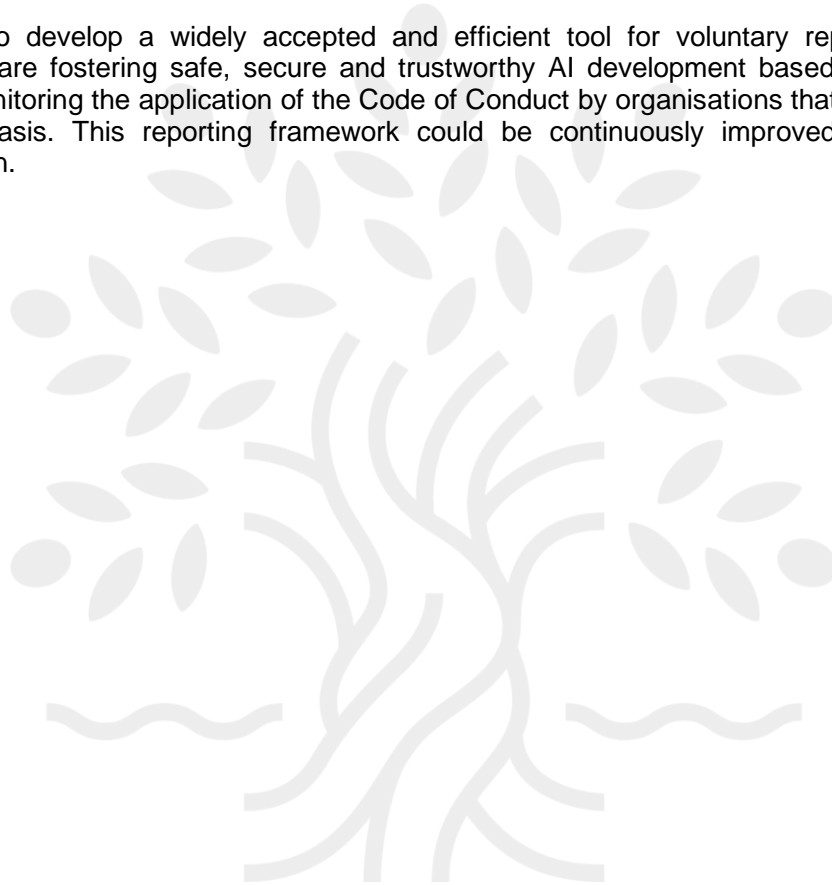 o develop a widely accepted and efficient tool for voluntary rep
are fostering safe, secure and trustworthy AI development based
nitoring the application of the Code of Conduct by organisations that
asis. This reporting framework could be continuously improved
n.